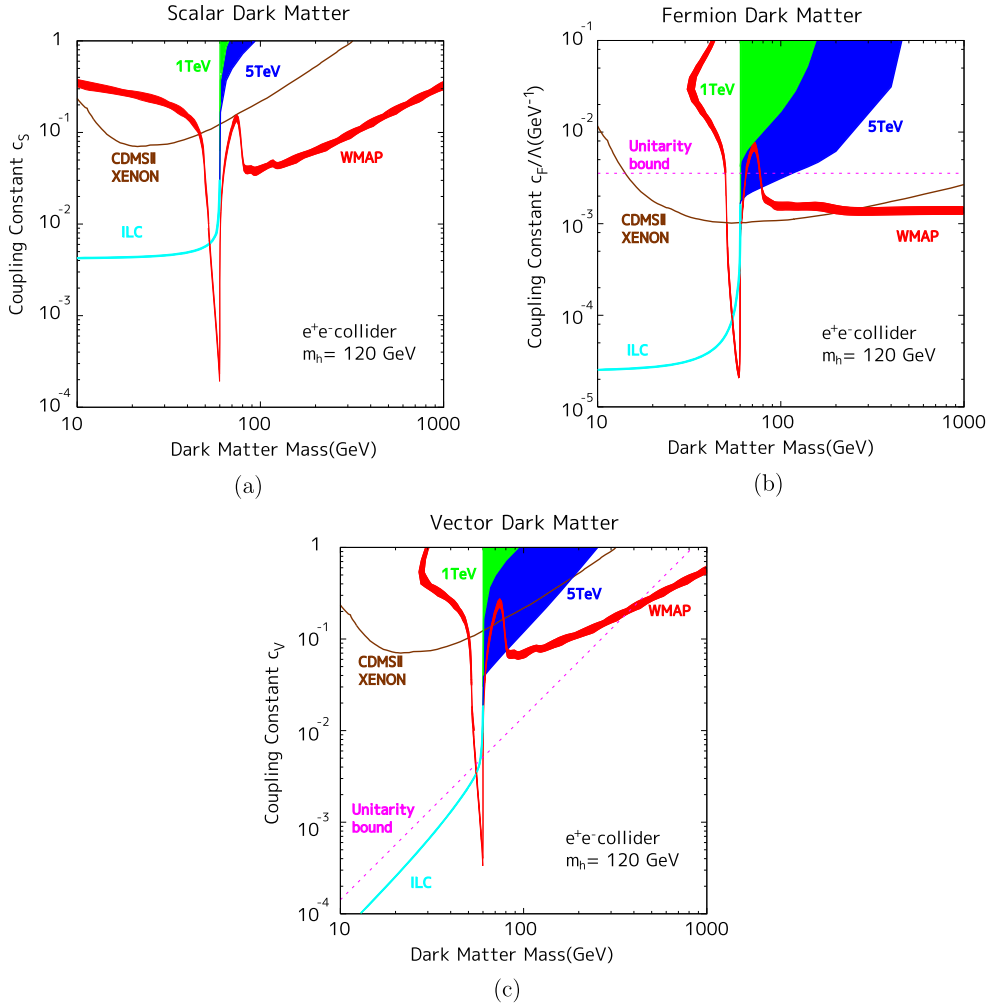 Scalar Dark Matter
Coupling Constant c_S
1
10^-1
10^-2
10^-3
10^-4
1TeV
5TeV
CDMSII
XENON
WMAP
ILC
e^+e^- collider
m_h= 120 GeV
10
100
1000
Dark Matter Mass(GeV)
(a)
Fermion Dark Matter
Coupling Constant c_F/Λ(GeV^-1)
10^-1
10^-2
10^-3
10^-4
10^-5
1TeV
5TeV
Unitarity
bound
CDMSII
XENON
WMAP
ILC
e^+e^- collider
m_h= 120 GeV
10
100
1000
Dark Matter Mass(GeV)
(b)
Vector Dark Matter
Coupling Constant c_V
1
10^-1
10^-2
10^-3
10^-4
1TeV
5TeV
WMAP
CDMSII
XENON
Unitarity
bound
ILC
e^+e^- collider
m_h= 120 GeV
10
100
1000
Dark Matter Mass(GeV)
(c)